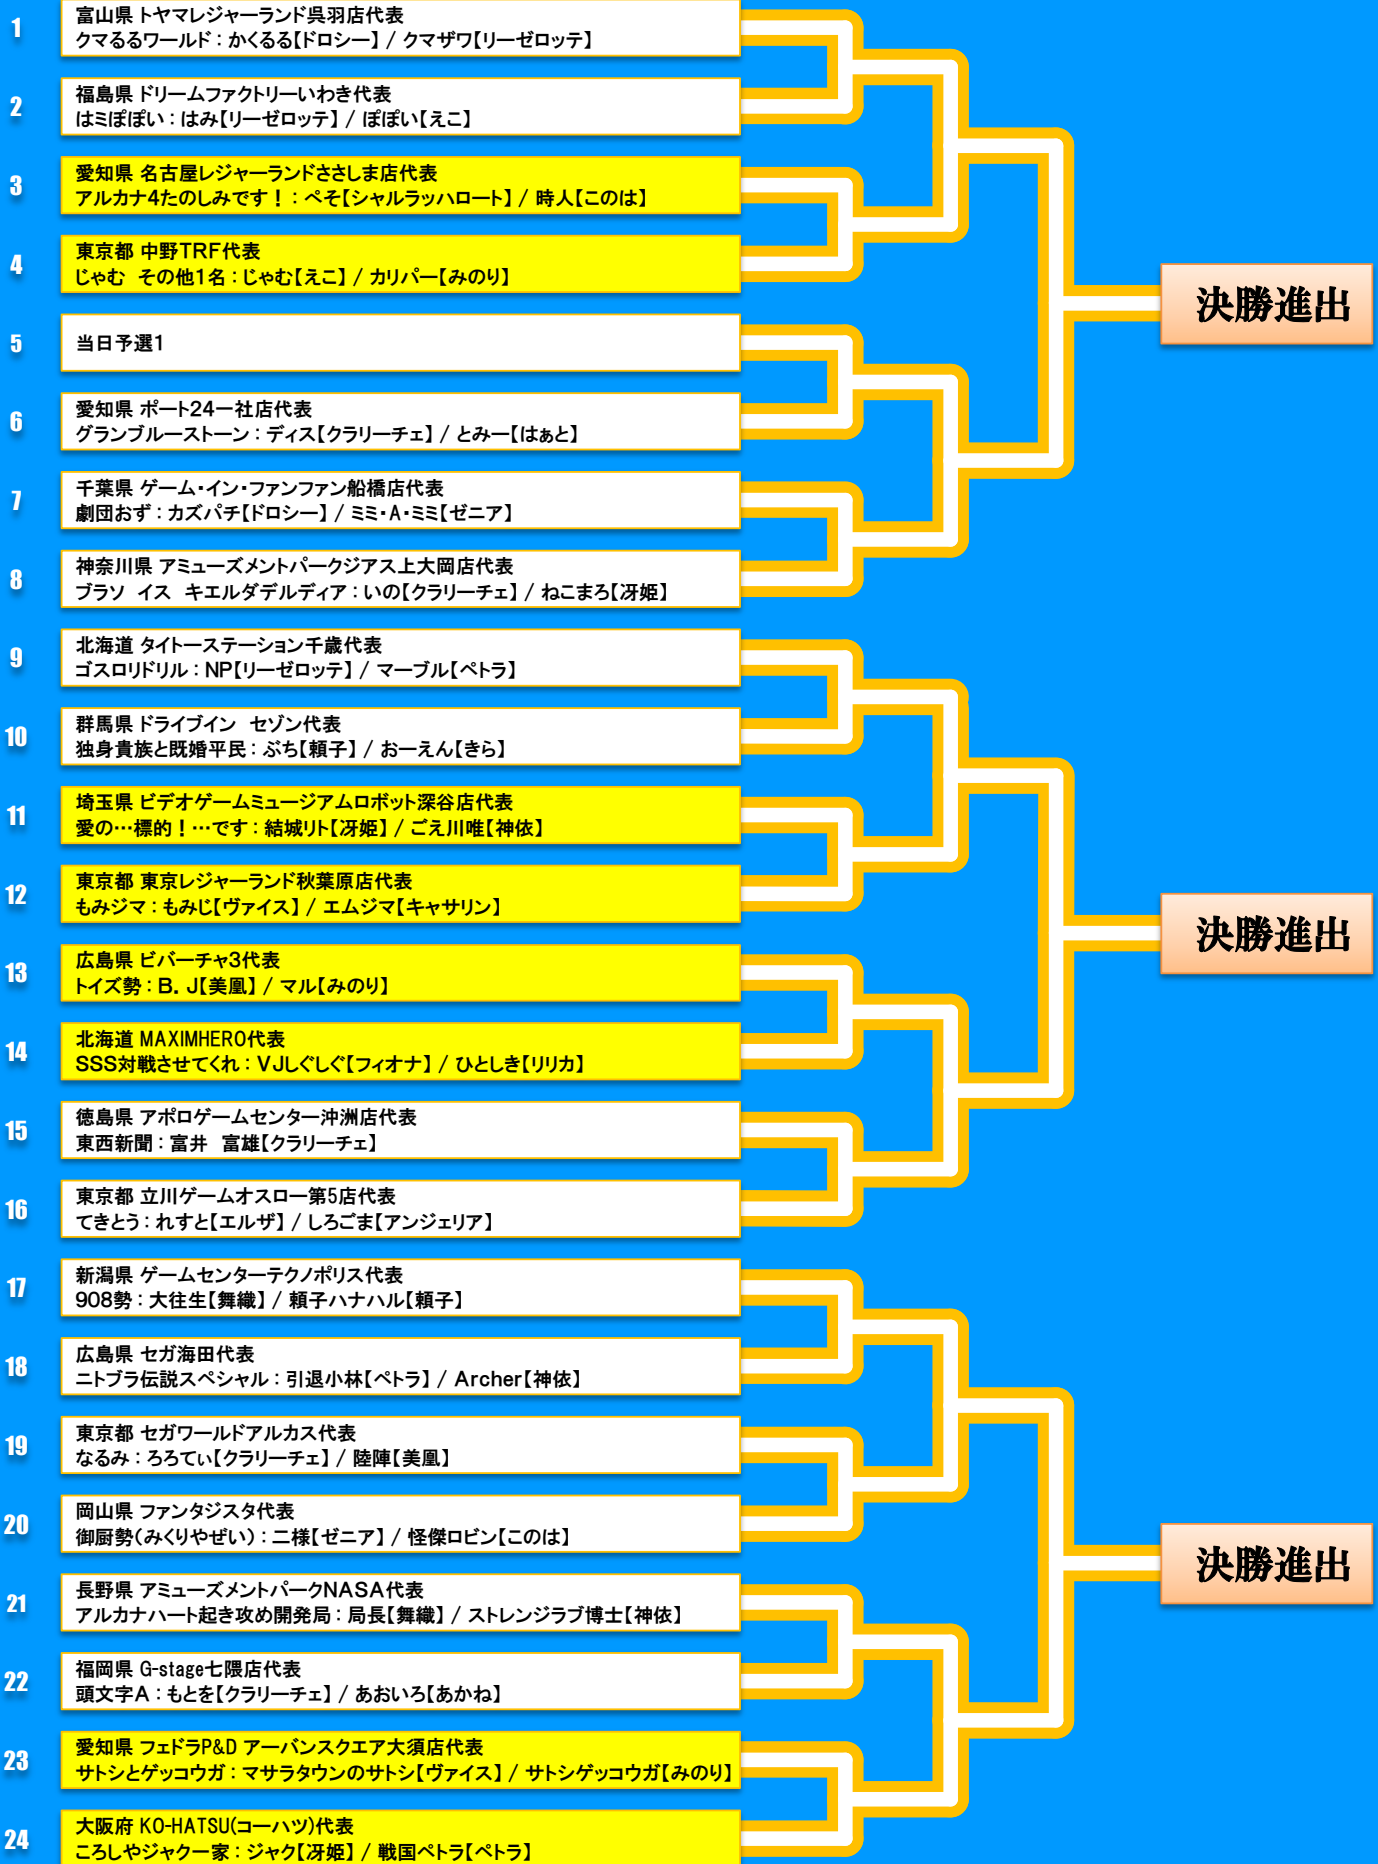 1
富山県 トヤマレジャーランド呉羽店代表
クマるるワールド：かくるる【ドロシー】 / クマザワ【リーゼロッテ】
2
福島県 ドリームファクトリーいわき代表
はミぽぽい：はみ【リーゼロッテ】 / ぽぽい【えこ】
3
愛知県 名古屋レジャーランドささしま店代表
アルカナ4たのしみです！：ぺそ【シャルラッハロート】 / 時人【このは】
4
東京都 中野TRF代表
じゃむ　その他1名：じゃむ【えこ】 / カリパー【みのり】
決勝進出
5
当日予選1
6
愛知県 ポート24一社店代表
グランブルーストーン：ディス【クラリーチェ】 / とみー【はぁと】
7
千葉県 ゲーム・イン・ファンファン船橋店代表
劇団おず：カズパチ【ドロシー】 / ミミ・A・ミミ【ゼニア】
8
神奈川県 アミューズメントパークジアス上大岡店代表
ブラソ　イス　キエルダデルディア：いの【クラリーチェ】 / ねこまろ【冴姫】
9
北海道 タイトーステーション千歳代表
ゴスロリドリル：NP【リーゼロッテ】 / マーブル【ペトラ】
10
群馬県 ドライブイン　セゾン代表
独身貴族と既婚平民：ぶち【頼子】 / おーえん【きら】
11
埼玉県 ビデオゲームミュージアムロボット深谷店代表
愛の…標的！…です：結城リト【冴姫】 / ごえ川唯【神依】
12
東京都 東京レジャーランド秋葉原店代表
もみジマ：もみじ【ヴァイス】 / エムジマ【キャサリン】
決勝進出
13
広島県 ビバーチャ3代表
トイズ勢：B．J【美凰】 / マル【みのり】
14
北海道 MAXIMHERO代表
SSS対戦させてくれ：VJしぐしぐ【フィオナ】 / ひとしき【リリカ】
15
徳島県 アポロゲームセンター沖洲店代表
東西新聞：富井　富雄【クラリーチェ】
16
東京都 立川ゲームオスロー第5店代表
てきとう：れすと【エルザ】 / しろごま【アンジェリア】
17
新潟県 ゲームセンターテクノポリス代表
908勢：大往生【舞織】 / 頼子ハナハル【頼子】
18
広島県 セガ海田代表
ニトブラ伝説スペシャル：引退小林【ペトラ】 / Archer【神依】
19
東京都 セガワールドアルカス代表
なるみ：ろろてぃ【クラリーチェ】 / 陸陣【美凰】
20
岡山県 ファンタジスタ代表
御厨勢（みくりやぜい）：二様【ゼニア】 / 怪傑ロビン【このは】
決勝進出
21
長野県 アミューズメントパークNASA代表
アルカナハート起き攻め開発局：局長【舞織】 / ストレンジラブ博士【神依】
22
福岡県 G-stage七隈店代表
頭文字A：もとを【クラリーチェ】 / あおいろ【あかね】
23
愛知県 フェドラP&D アーバンスクエア大須店代表
サトシとゲッコウガ：マサラタウンのサトシ【ヴァイス】 / サトシゲッコウガ【みのり】
24
大阪府 KO-HATSU(コーハツ)代表
ころしやジャク一家：ジャク【冴姫】 / 戦国ペトラ【ペトラ】